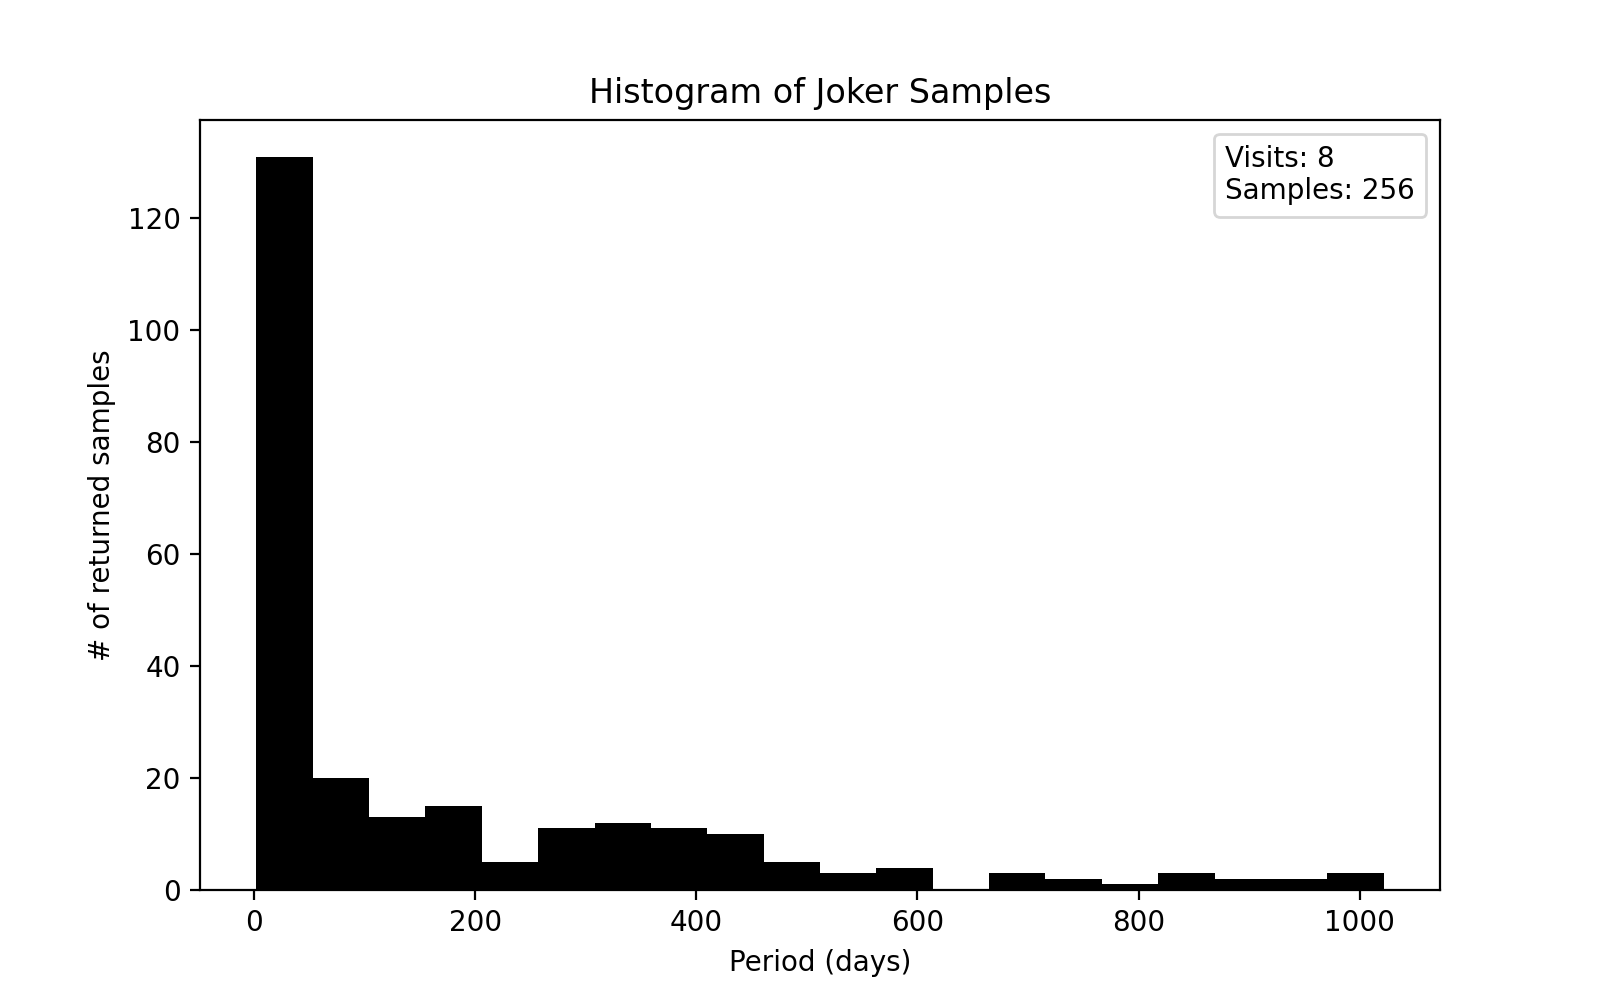 Histogram of Joker Samples
Visits: 8
Samples: 256
# of returned samples
120
100
80
60
40
20
0
0 200 400 600 800 1000
Period (days)